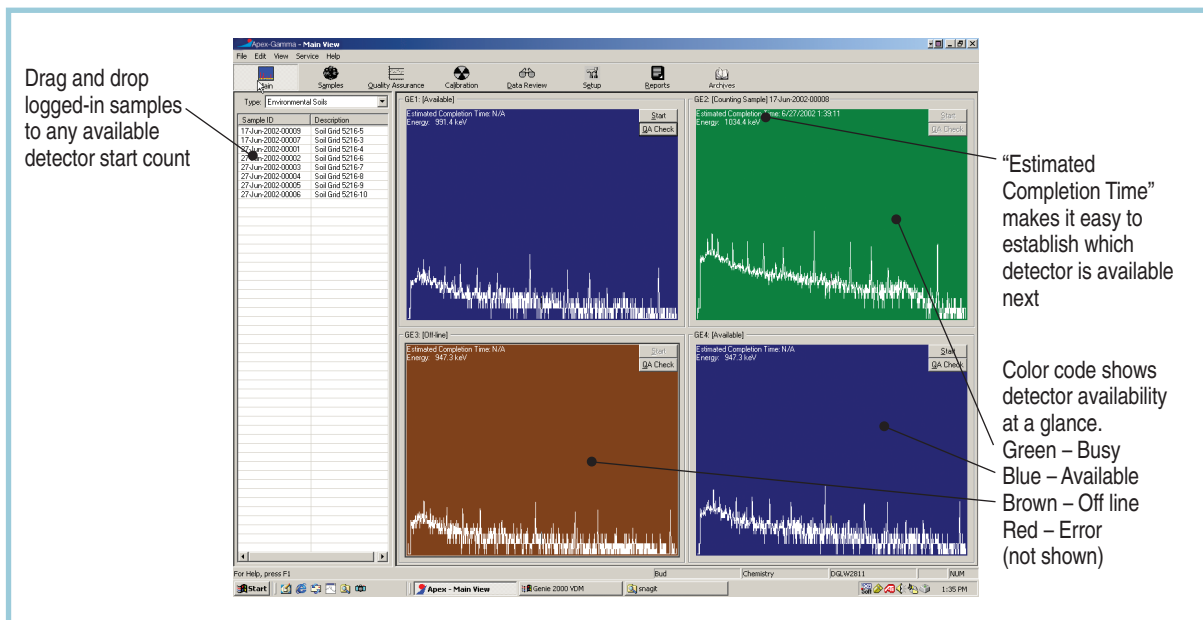 Drag and drop
logged-in samples
to any available
detector start count
Apex-Gamma - Main View
File Edit View Service Help
Main Samples Quality Assurance Calibration Data Review Setup Reports Archives
Type: Environmental Soils
Sample ID Description
17-Jun-2002-00009 Soil Grid 5216-5
17-Jun-2002-00007 Soil Grid 5216-3
27-Jun-2002-00001 Soil Grid 5216-4
27-Jun-2002-00002 Soil Grid 5216-6
27-Jun-2002-00003 Soil Grid 5216-7
27-Jun-2002-00004 Soil Grid 5216-8
27-Jun-2002-00005 Soil Grid 5216-9
27-Jun-2002-00006 Soil Grid 5216-10
GE1: [Available]
Estimated Completion Time: N/A
Energy: 991.4 keV
Start
QA Check
GE2: [Counting Sample] 17-Jun-2002-00008
Estimated Completion Time: 6/27/2002 1:39:11
Energy: 1034.4 keV
Start
QA Check
GE3: [Off-line]
Estimated Completion Time: N/A
Energy: 947.3 keV
Start
QA Check
GE4: [Available]
Estimated Completion Time: N/A
Energy: 947.3 keV
Start
QA Check
For Help, press F1
Bud Chemistry DGLW2811 NUM
Start Apex - Main View Genie 2000 VDM snagit 1:35 PM
“Estimated
Completion Time”
makes it easy to
establish which
detector is available
next
Color code shows
detector availability
at a glance.
Green – Busy
Blue – Available
Brown – Off line
Red – Error
(not shown)